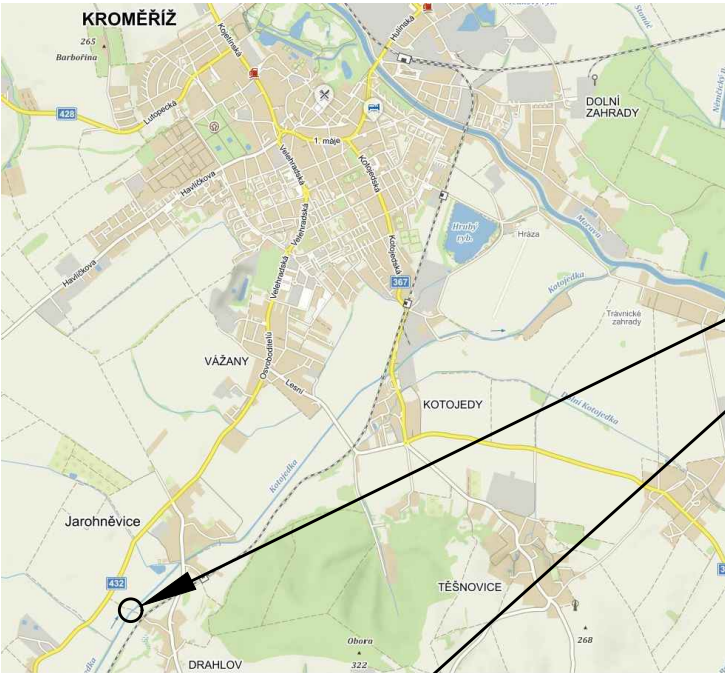 KROMĚŘÍŽ
265
Barbořina
Kojetínská
Hulínská
Stonáč
Lutopecká
428
DOLNÍ
ZAHRADY
1. máje
Velehradská
Kotojedská
Havlíčkova
Velehradská
Morava
Hrubý
ryb.
Hráza
Havlíčkova
Velehradská
Kotojedská
367
Kotojedka
Trávnické
zahrady
VÁŽANY
Osvoboditelů
Lesní
KOTOJEDY
Dolní Kotojedka
Kotojedka
Jarohněvice
432
TĚŠNOVICE
Obora
322
268
DRAHLOV